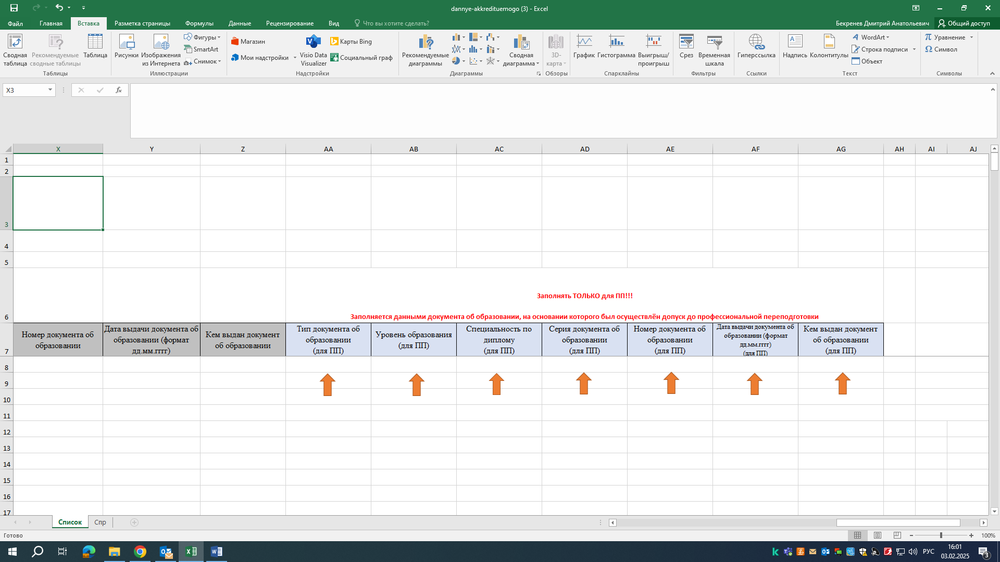 dannye-akkredituemogo (3) - Excel
Файл
Главная
Вставка
Разметка страницы
Формулы
Данные
Рецензирование
Вид
Что вы хотите сделать?
Бекренев Дмитрий Анатольевич
Общий доступ
Сводная таблица
Рекомендуемые сводные таблицы
Таблица
Таблицы
Рисунки
Изображения из Интернета
Фигуры
SmartArt
Снимок
Иллюстрации
Магазин
Мои надстройки
Visio Data Visualizer
Карты Bing
Социальный граф
Надстройки
Рекомендуемые диаграммы
Сводная диаграмма
Диаграммы
3D-карта
Обзоры
График
Гистограмма
Выигрыш/проигрыш
Спарклайны
Срез
Временная шкала
Фильтры
Гиперссылка
Ссылки
Надпись
Колонтитулы
WordArt
Строка подписи
Объект
Текст
Уравнение
Символ
Символы
X3
fx
X Y Z AA AB AC AD AE AF AG AH AI AJ
1
2
3
4
5
Заполнять ТОЛЬКО для ПП!!!
6
Заполняется данными документа об образовании, на основании которого был осуществлён допуск до профессиональной переподготовки
7
Номер документа об
образовании
Дата выдачи документа об
образовании (формат
дд.мм.гггг)
Кем выдан документ
об образовании
Тип документа об
образовании
(для ПП)
Уровень образования
(для ПП)
Специальность по
диплому
(для ПП)
Серия документа об
образовании
(для ПП)
Номер документа об
образовании
(для ПП)
Дата выдачи документа об
образовании (формат
дд.мм.гггг)
(для ПП)
Кем выдан документ
об образовании
(для ПП)
8
9
10
11
12
13
14
15
16
17
Список
Спр
Готово
100%
РУС
16:01
03.02.2025
3